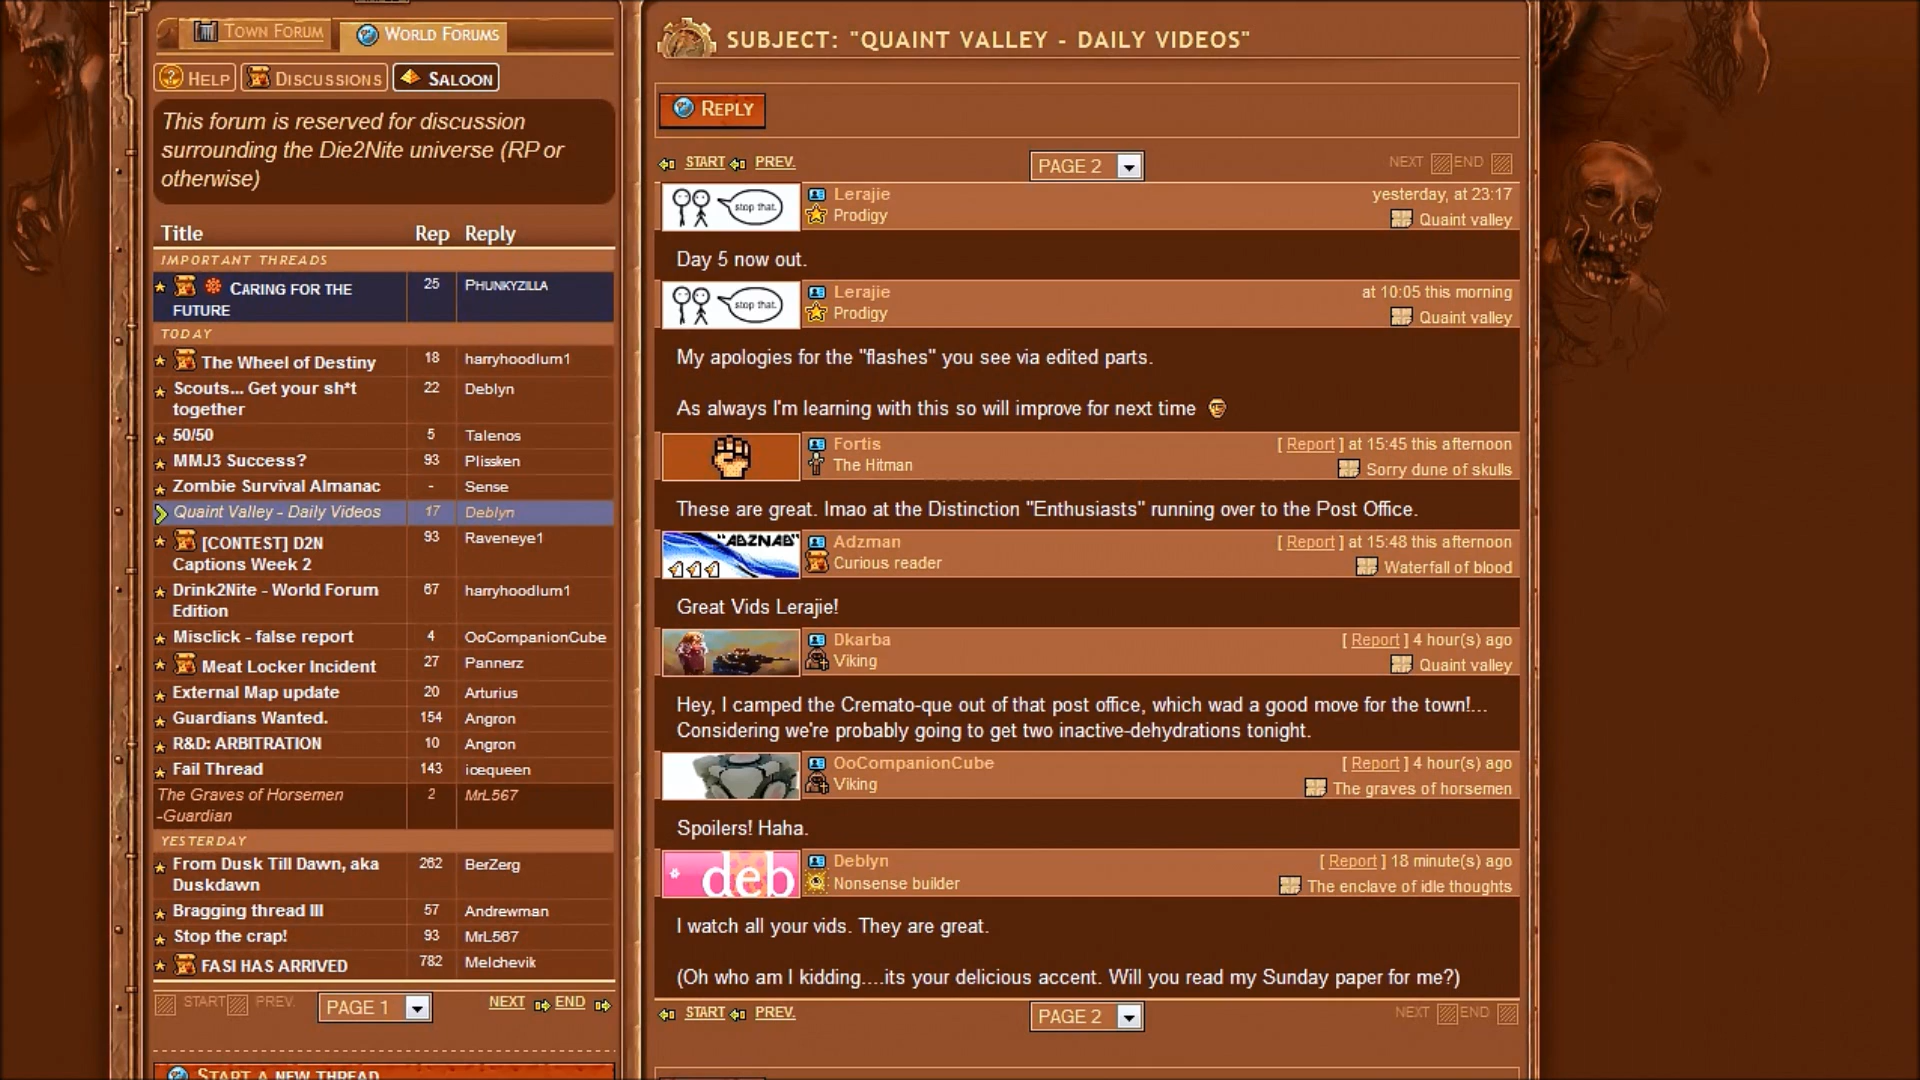 TOWN FORUM
WORLD FORUMS
HELP
DISCUSSIONS
SALOON
This forum is reserved for discussion
surrounding the Die2Nite universe (RP or
otherwise)
Title Rep Reply
IMPORTANT THREADS
CARING FOR THE 25 PHUNKYZILLA
FUTURE
TODAY
The Wheel of Destiny 18 harryhoodlum1
Scouts... Get your sh*t 22 Deblyn
together
50/50 5 Talenos
MMJ3 Success? 93 Plissken
Zombie Survival Almanac - Sense
Quaint Valley - Daily Videos 17 Deblyn
[CONTEST] D2N 93 Raveneye1
Captions Week 2
Drink2Nite - World Forum 67 harryhoodlum1
Edition
Misclick - false report 4 OoCompanionCube
Meat Locker Incident 27 Pannerz
External Map update 20 Arturius
Guardians Wanted. 154 Angron
R&D: ARBITRATION 10 Angron
Fail Thread 143 icequeen
The Graves of Horsemen 2 MrL567
-Guardian
YESTERDAY
From Dusk Till Dawn, aka 262 BerZerg
Duskdawn
Bragging thread III 57 Andrewman
Stop the crap! 93 MrL567
FASI HAS ARRIVED 782 Melchevik
START PREV. PAGE 1 NEXT END
START A NEW THREAD
SUBJECT: "QUAINT VALLEY - DAILY VIDEOS"
REPLY
START PREV. PAGE 2 NEXT END
stop that.
Lerajie yesterday, at 23:17
Prodigy Quaint valley
Day 5 now out.
stop that.
Lerajie at 10:05 this morning
Prodigy Quaint valley
My apologies for the "flashes" you see via edited parts.
As always I'm learning with this so will improve for next time
Fortis [ Report ] at 15:45 this afternoon
The Hitman Sorry dune of skulls
These are great. lmao at the Distinction "Enthusiasts" running over to the Post Office.
"ADZNAB"
Adzman [ Report ] at 15:48 this afternoon
Curious reader Waterfall of blood
Great Vids Lerajie!
Dkarba [ Report ] 4 hour(s) ago
Viking Quaint valley
Hey, I camped the Cremato-que out of that post office, which wad a good move for the town!...
Considering we're probably going to get two inactive-dehydrations tonight.
OoCompanionCube [ Report ] 4 hour(s) ago
Viking The graves of horsemen
Spoilers! Haha.
deb
Deblyn [ Report ] 18 minute(s) ago
Nonsense builder The enclave of idle thoughts
I watch all your vids. They are great.
(Oh who am I kidding....its your delicious accent. Will you read my Sunday paper for me?)
START PREV. PAGE 2 NEXT END